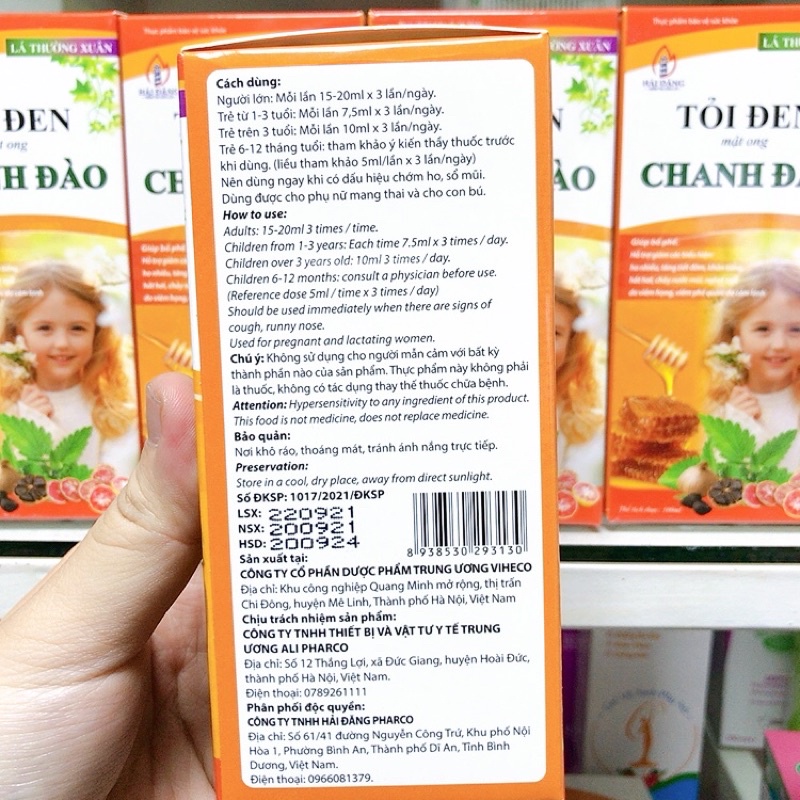 Cách dùng:
Người lớn: Mỗi lần 15-20ml x 3 lần/ngày.
Trẻ từ 1-3 tuổi: Mỗi lần 7,5ml x 3 lần/ngày.
Trẻ trên 3 tuổi: Mỗi lần 10ml x 3 lần/ngày.
Trẻ 6-12 tháng tuổi: tham khảo ý kiến thầy thuốc trước
khi dùng. (liều tham khảo 5ml/lần x 3 lần/ngày)
Nên dùng ngay khi có dấu hiệu chớm ho, sổ mũi.
Dùng được cho phụ nữ mang thai và cho con bú.
How to use:
Adults: 15-20ml 3 times / time.
Children from 1-3 years: Each time 7.5ml x 3 times / day.
Children over 3 years old: 10ml 3 times / day.
Children 6-12 months: consult a physician before use.
(Reference dose 5ml / time x 3 times / day)
Should be used immediately when there are signs of
cough, runny nose.
Used for pregnant and lactating women.
Chú ý: Không sử dụng cho người mẫn cảm với bất kỳ
thành phần nào của sản phẩm. Thực phẩm này không phải
là thuốc, không có tác dụng thay thế thuốc chữa bệnh.
Attention: Hypersensitivity to any ingredient of this product.
This food is not medicine, does not replace medicine.
Bảo quản:
Nơi khô ráo, thoáng mát, tránh ánh nắng trực tiếp.
Preservation:
Store in a cool, dry place, away from direct sunlight.
Số ĐKSP: 1017/2021/ĐKSP
LSX: 220921
NSX: 200921
HSD: 200924
8 938530 293130
Sản xuất tại:
CÔNG TY CỔ PHẦN DƯỢC PHẨM TRUNG ƯƠNG VIHECO
Địa chỉ: Khu công nghiệp Quang Minh mở rộng, thị trấn
Chi Đông, huyện Mê Linh, Thành phố Hà Nội, Việt Nam
Chịu trách nhiệm sản phẩm:
CÔNG TY TNHH THIẾT BỊ VÀ VẬT TƯ Y TẾ TRUNG
ƯƠNG ALI PHARCO
Địa chỉ: Số 12 Thắng Lợi, xã Đức Giang, huyện Hoài Đức,
thành phố Hà Nội, Việt Nam.
Điện thoại: 0789261111
Phân phối độc quyền:
CÔNG TY TNHH HẢI ĐĂNG PHARCO
Địa chỉ: Số 61/41 đường Nguyễn Công Trứ, Khu phố Nội
Hòa 1, Phường Bình An, Thành phố Dĩ An, Tỉnh Bình
Dương, Việt Nam.
Điện thoại: 0966081379.
LÁ THƯỜNG XUÂN
ĐEN
ong
NH ĐÀO
Thực phẩm bảo vệ sức khỏe
HẢI ĐĂNG
LÁ TH
TỎI ĐEN
mật ong
CHANH ĐÀ
Giúp bổ phế